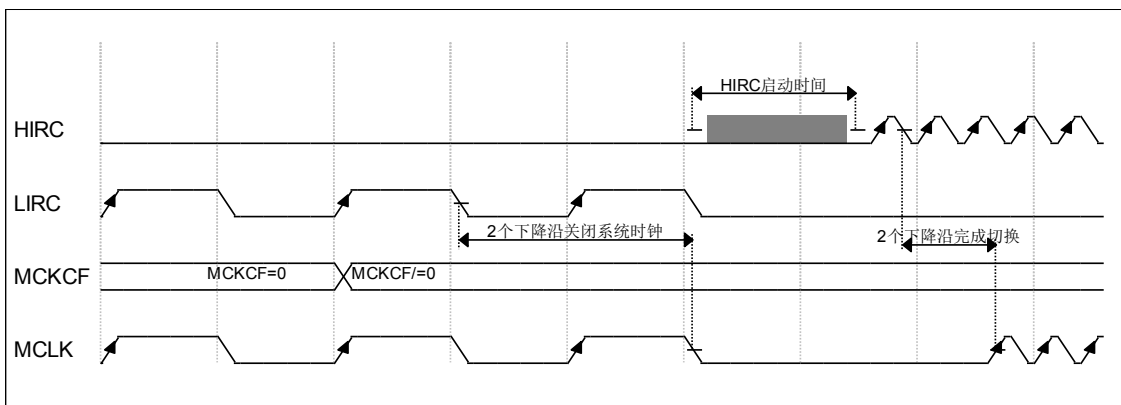 HIRC启动时间
HIRC
LIRC
2个下降沿关闭系统时钟
2个下降沿完成切换
MCKCF
MCKCF=0
MCKCF/=0
MCLK